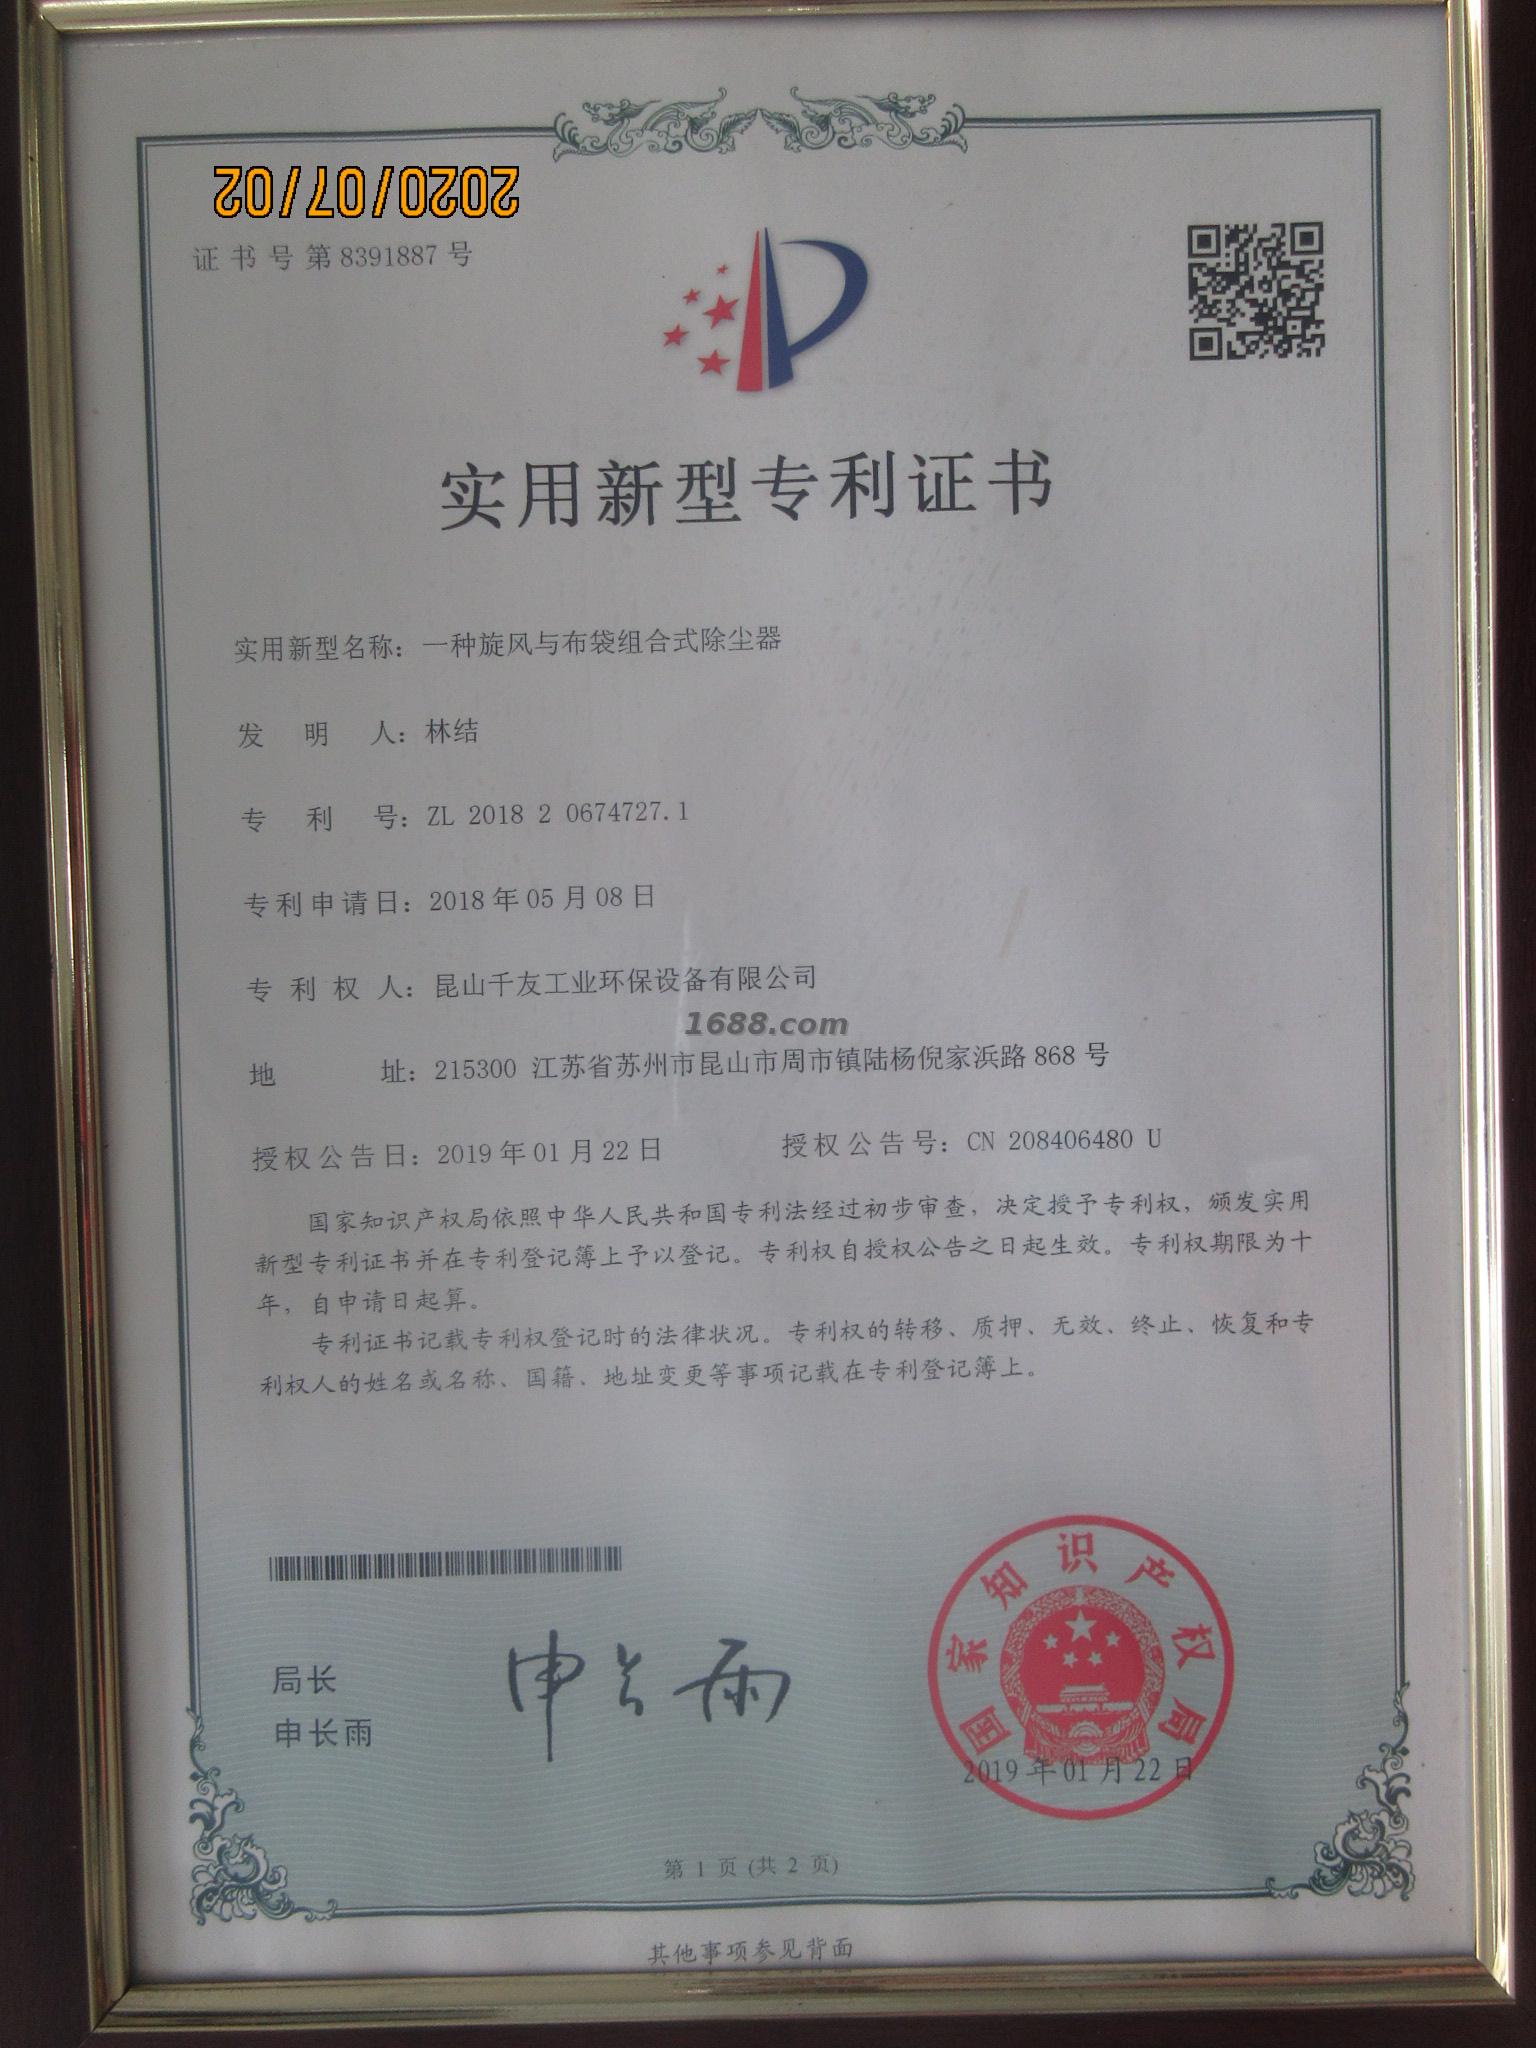 2020/07/02
证书号第8391887号
实用新型专利证书
实用新型名称：一种旋风与布袋组合式除尘器
发明人：林结
专利号：ZL 2018 2 0674727.1
专利申请日：2018年05月08日
专利权人：昆山千友工业环保设备有限公司
1688.com
地址：215300 江苏省苏州市昆山市周市镇陆杨倪家浜路868号
授权公告日：2019年01月22日 授权公告号：CN 208406480 U
国家知识产权局依照中华人民共和国专利法经过初步审查，决定授予专利权，颁发实用
新型专利证书并在专利登记簿上予以登记。专利权自授权公告之日起生效。专利权期限为十
年，自申请日起算。
专利证书记载专利权登记时的法律状况。专利权的转移、质押、无效、终止、恢复和专
利权人的姓名或名称、国籍、地址变更等事项记载在专利登记簿上。
局长
申长雨
申长雨
国家知识产权局
2019年01月22日
第 1 页 (共 2 页)
其他事项参见背面